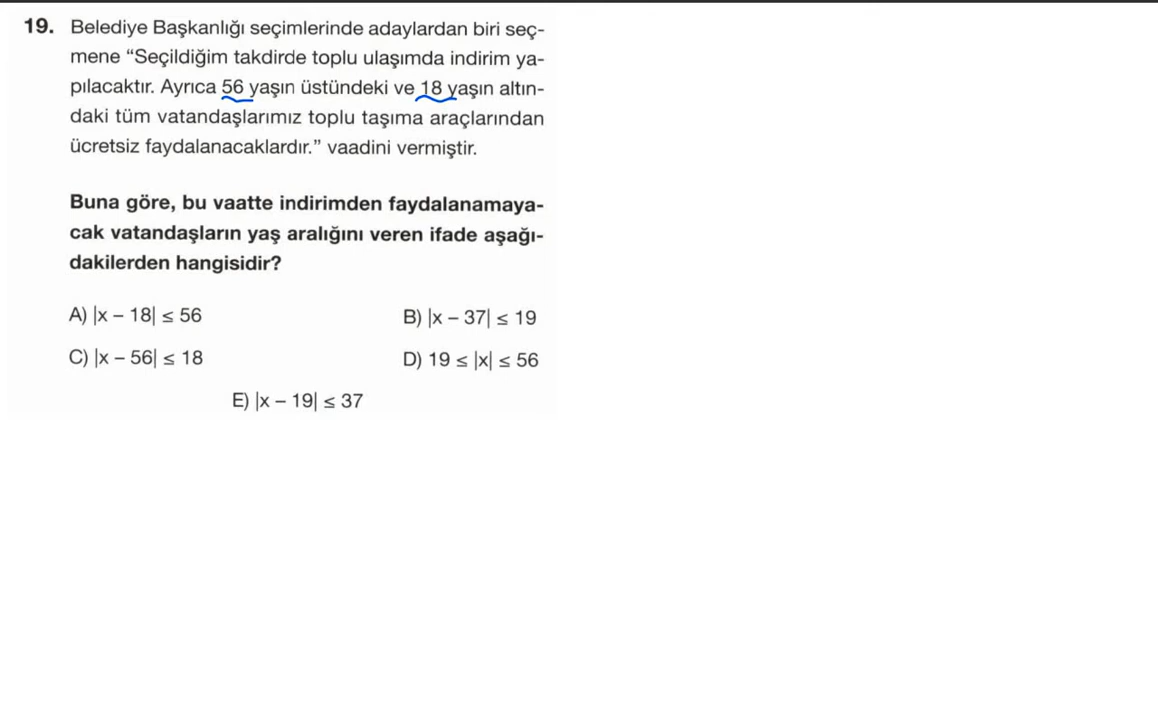 19. Belediye Başkanlığı seçimlerinde adaylardan biri seç-
mene “Seçildiğim takdirde toplu ulaşımda indirim ya-
pılacaktır. Ayrıca 56 yaşın üstündeki ve 18 yaşın altın-
daki tüm vatandaşlarımız toplu taşıma araçlarından
ücretsiz faydalanacaklardır.” vaadini vermiştir.
Buna göre, bu vaatte indirimden faydalanamaya-
cak vatandaşların yaş aralığını veren ifade aşağı-
dakilerden hangisidir?
A) |x – 18| ≤ 56 B) |x – 37| ≤ 19
C) |x – 56| ≤ 18 D) 19 ≤ |x| ≤ 56
E) |x – 19| ≤ 37